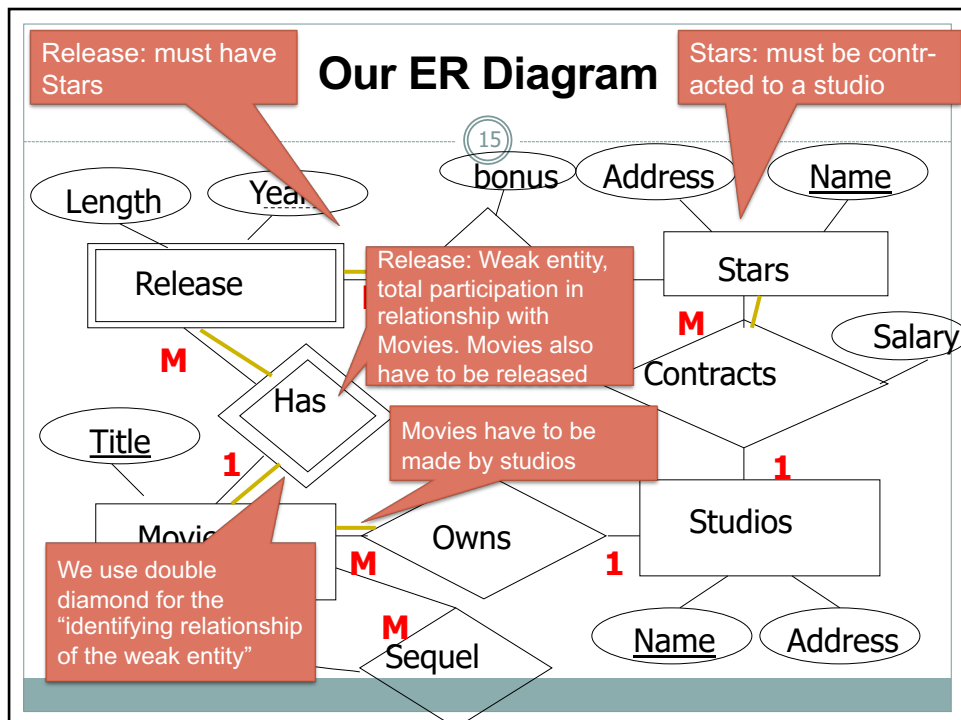 Release: must have
Stars
Our ER Diagram
Stars: must be contr-
acted to a studio
15
bonus
Address
Name
Length
Year
Release
Stars
Release: Weak entity,
total participation in
relationship with
Movies. Movies also
have to be released
M
M
Salary
Contracts
Has
Title
Movies have to be
made by studios
1
1
Studios
Owns
M
1
We use double
diamond for the
“identifying relationship
of the weak entity”
M
Sequel
Name
Address